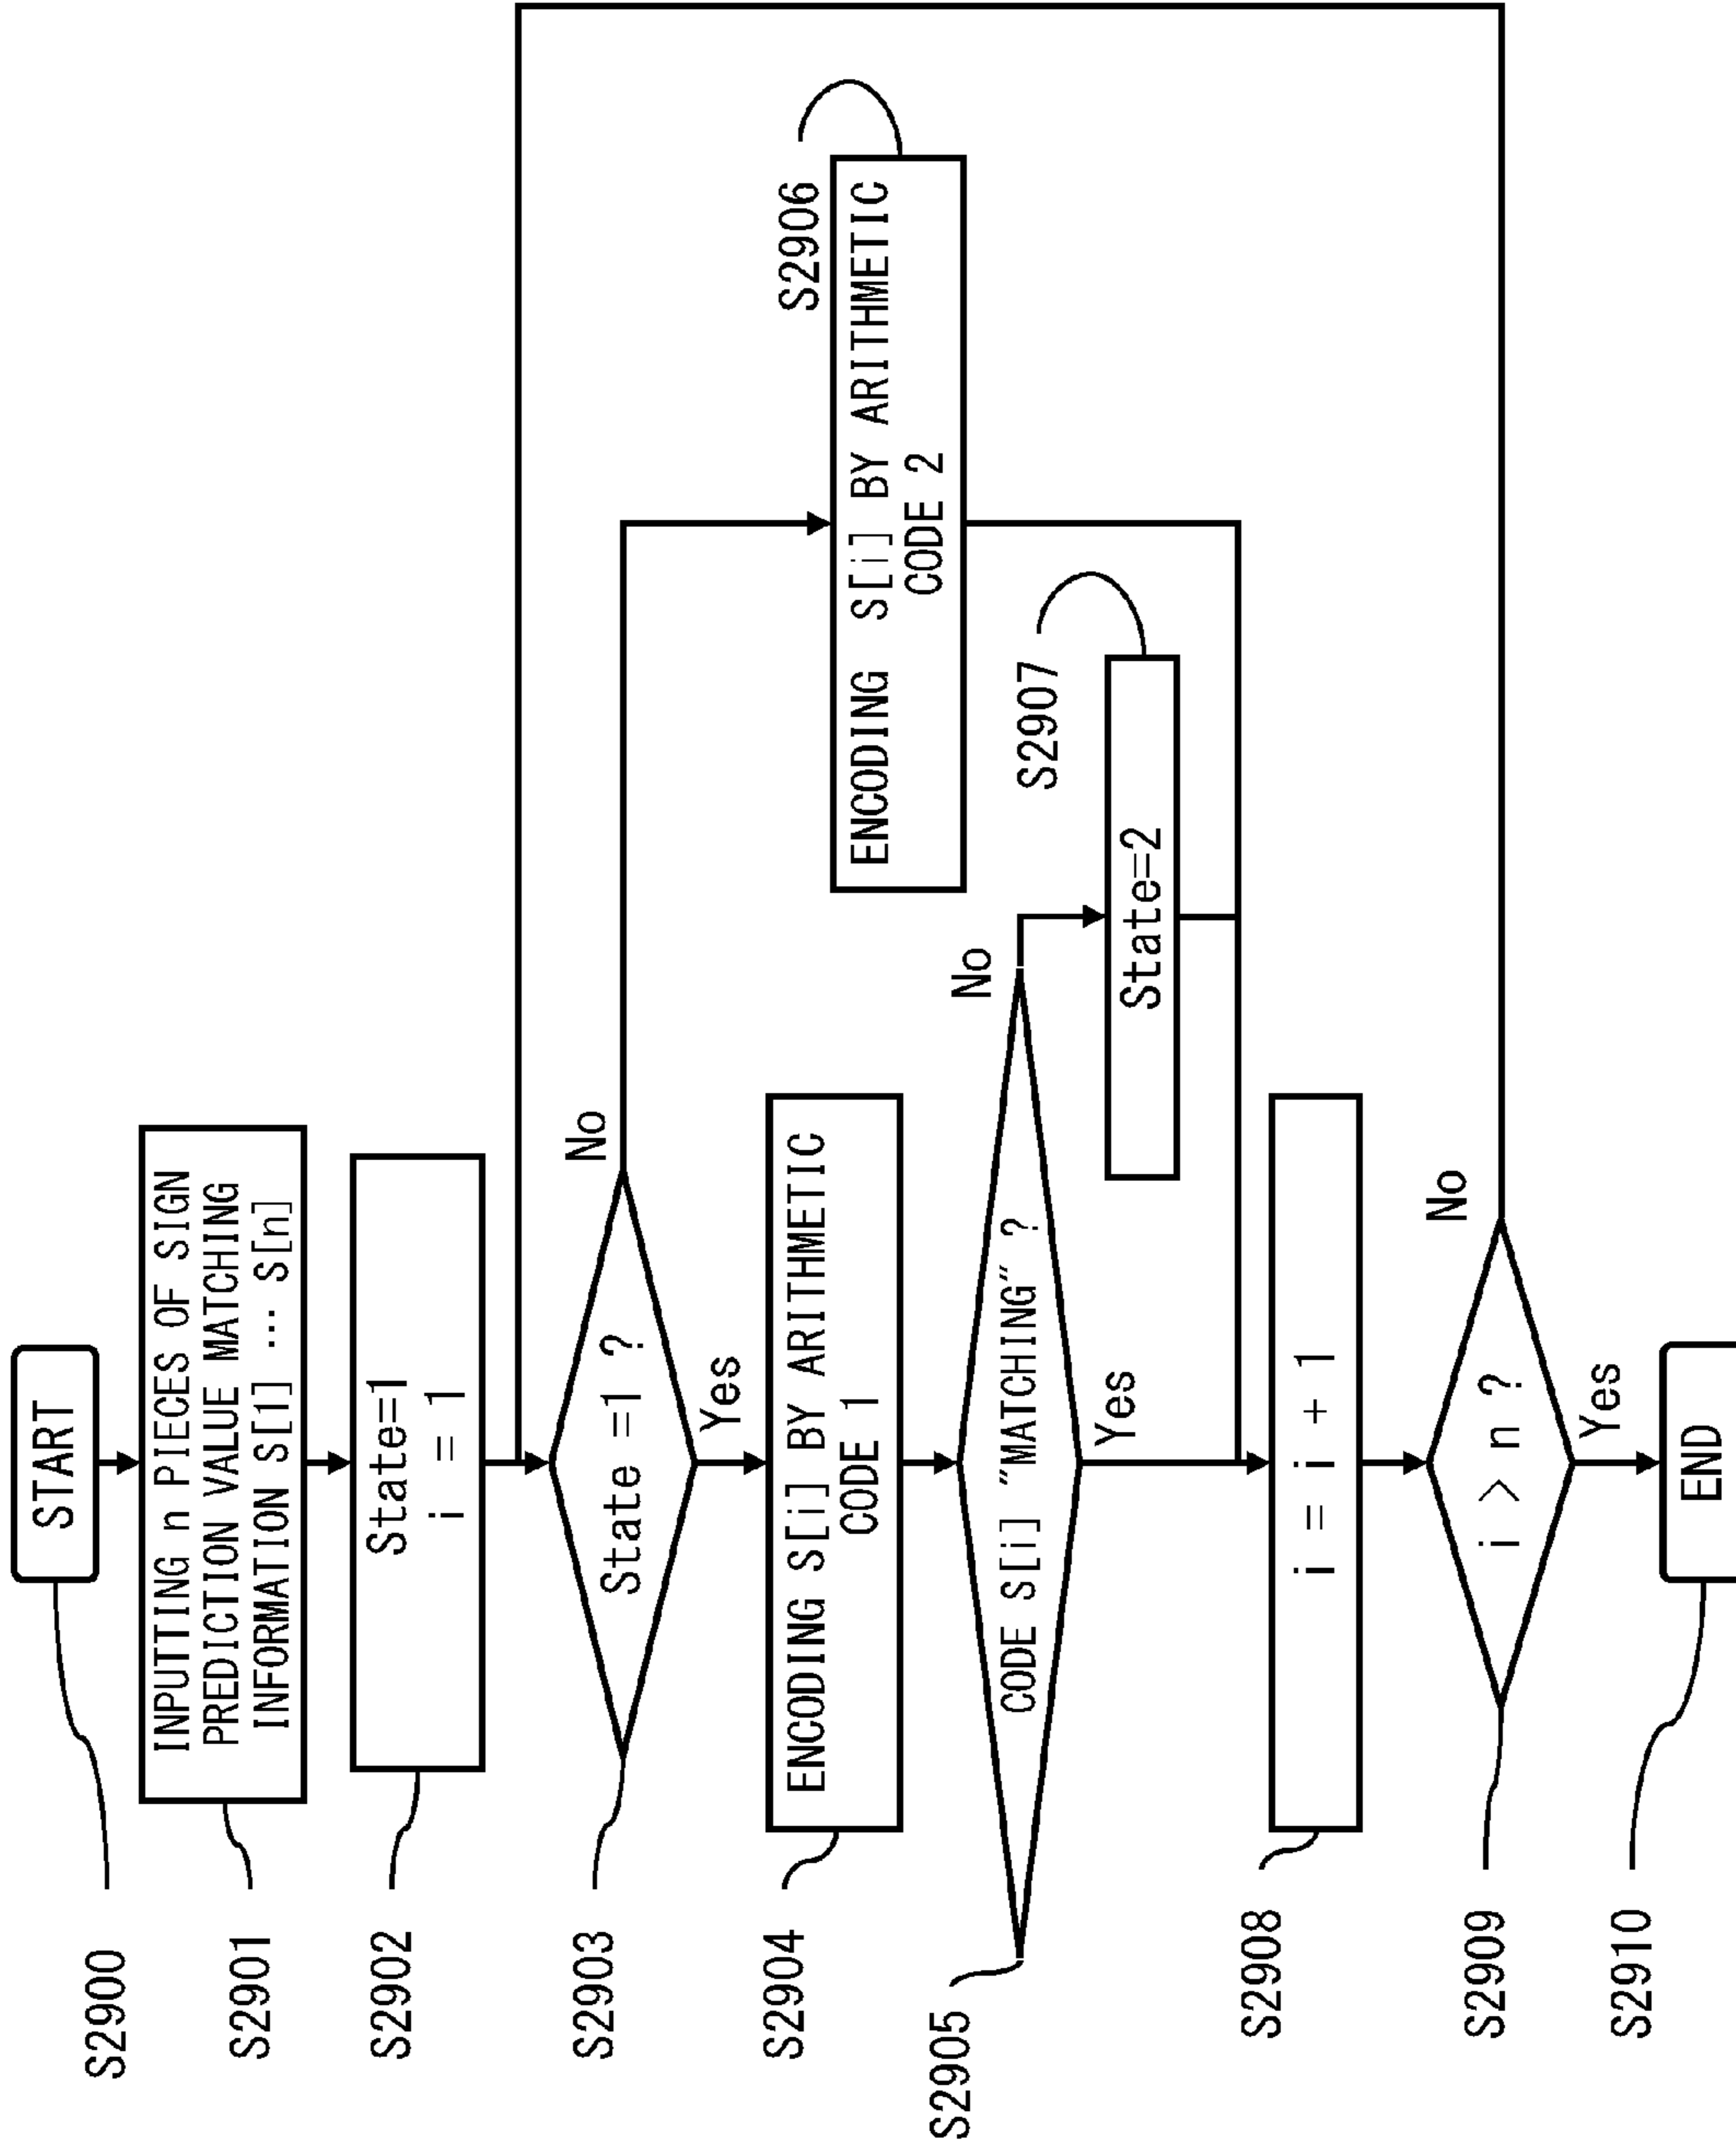 START
S2900
INPUTTING n PIECES OF SIGN
PREDICTION VALUE MATCHING
INFORMATION S[1] ... S[n]
S2901
State=1
i = 1
S2902
State =1 ?
No
Yes
S2903
ENCODING S[i] BY ARITHMETIC
CODE 1
S2904
ENCODING S[i] BY ARITHMETIC
CODE 2
S2906
CODE S[i] "MATCHING" ?
No
Yes
S2905
State=2
S2907
i = i + 1
S2908
i > n ?
No
Yes
S2909
END
S2910